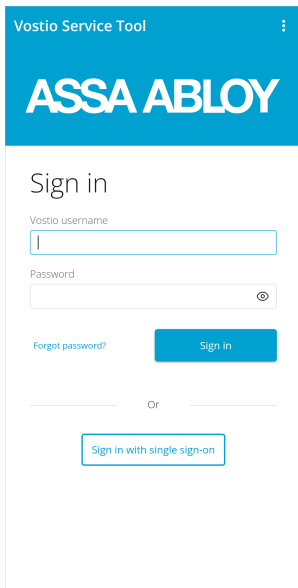 Vostio Service Tool
ASSA ABLOY
Sign in
Vostio username
Password
Forgot password?
Sign in
Or
Sign in with single sign-on